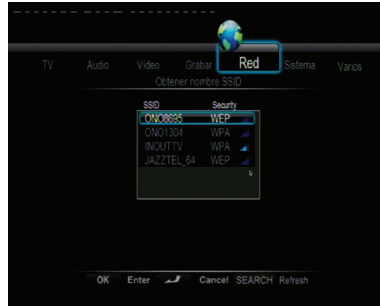 TV Audio Vídeo Grabar Red Sistema Varios
Obtener nombre SSID
SSID Security
ONO8695 WEP
ONO1304 WPA
INOUTTV WPA
JAZZTEL_64 WEP
OK Enter Cancel SEARCH Refresh